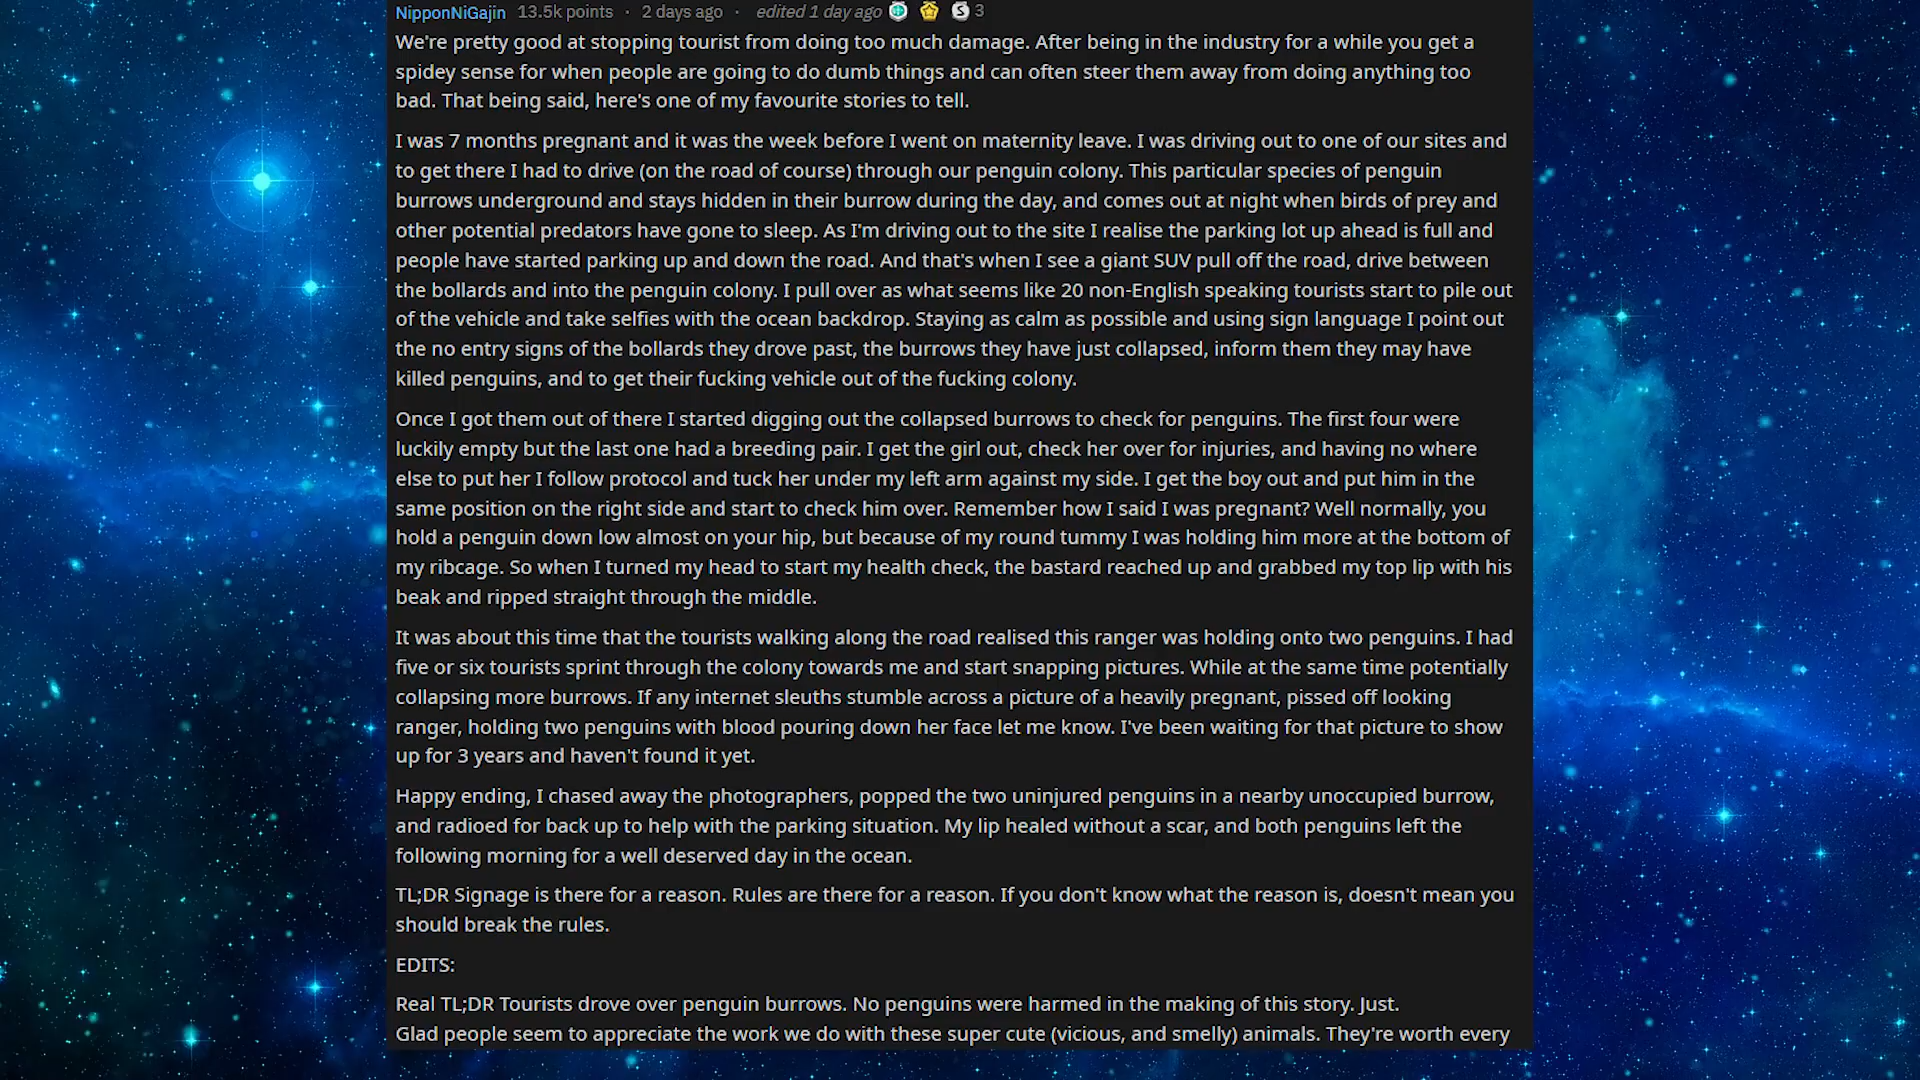 NipponNiGajin 13.5k points · 2 days ago · edited 1 day ago S 3
We're pretty good at stopping tourist from doing too much damage. After being in the industry for a while you get a
spidey sense for when people are going to do dumb things and can often steer them away from doing anything too
bad. That being said, here's one of my favourite stories to tell.
I was 7 months pregnant and it was the week before I went on maternity leave. I was driving out to one of our sites and
to get there I had to drive (on the road of course) through our penguin colony. This particular species of penguin
burrows underground and stays hidden in their burrow during the day, and comes out at night when birds of prey and
other potential predators have gone to sleep. As I'm driving out to the site I realise the parking lot up ahead is full and
people have started parking up and down the road. And that's when I see a giant SUV pull off the road, drive between
the bollards and into the penguin colony. I pull over as what seems like 20 non-English speaking tourists start to pile out
of the vehicle and take selfies with the ocean backdrop. Staying as calm as possible and using sign language I point out
the no entry signs of the bollards they drove past, the burrows they have just collapsed, inform them they may have
killed penguins, and to get their fucking vehicle out of the fucking colony.
Once I got them out of there I started digging out the collapsed burrows to check for penguins. The first four were
luckily empty but the last one had a breeding pair. I get the girl out, check her over for injuries, and having no where
else to put her I follow protocol and tuck her under my left arm against my side. I get the boy out and put him in the
same position on the right side and start to check him over. Remember how I said I was pregnant? Well normally, you
hold a penguin down low almost on your hip, but because of my round tummy I was holding him more at the bottom of
my ribcage. So when I turned my head to start my health check, the bastard reached up and grabbed my top lip with his
beak and ripped straight through the middle.
It was about this time that the tourists walking along the road realised this ranger was holding onto two penguins. I had
five or six tourists sprint through the colony towards me and start snapping pictures. While at the same time potentially
collapsing more burrows. If any internet sleuths stumble across a picture of a heavily pregnant, pissed off looking
ranger, holding two penguins with blood pouring down her face let me know. I've been waiting for that picture to show
up for 3 years and haven't found it yet.
Happy ending, I chased away the photographers, popped the two uninjured penguins in a nearby unoccupied burrow,
and radioed for back up to help with the parking situation. My lip healed without a scar, and both penguins left the
following morning for a well deserved day in the ocean.
TL;DR Signage is there for a reason. Rules are there for a reason. If you don't know what the reason is, doesn't mean you
should break the rules.
EDITS:
Real TL;DR Tourists drove over penguin burrows. No penguins were harmed in the making of this story. Just.
Glad people seem to appreciate the work we do with these super cute (vicious, and smelly) animals. They're worth every